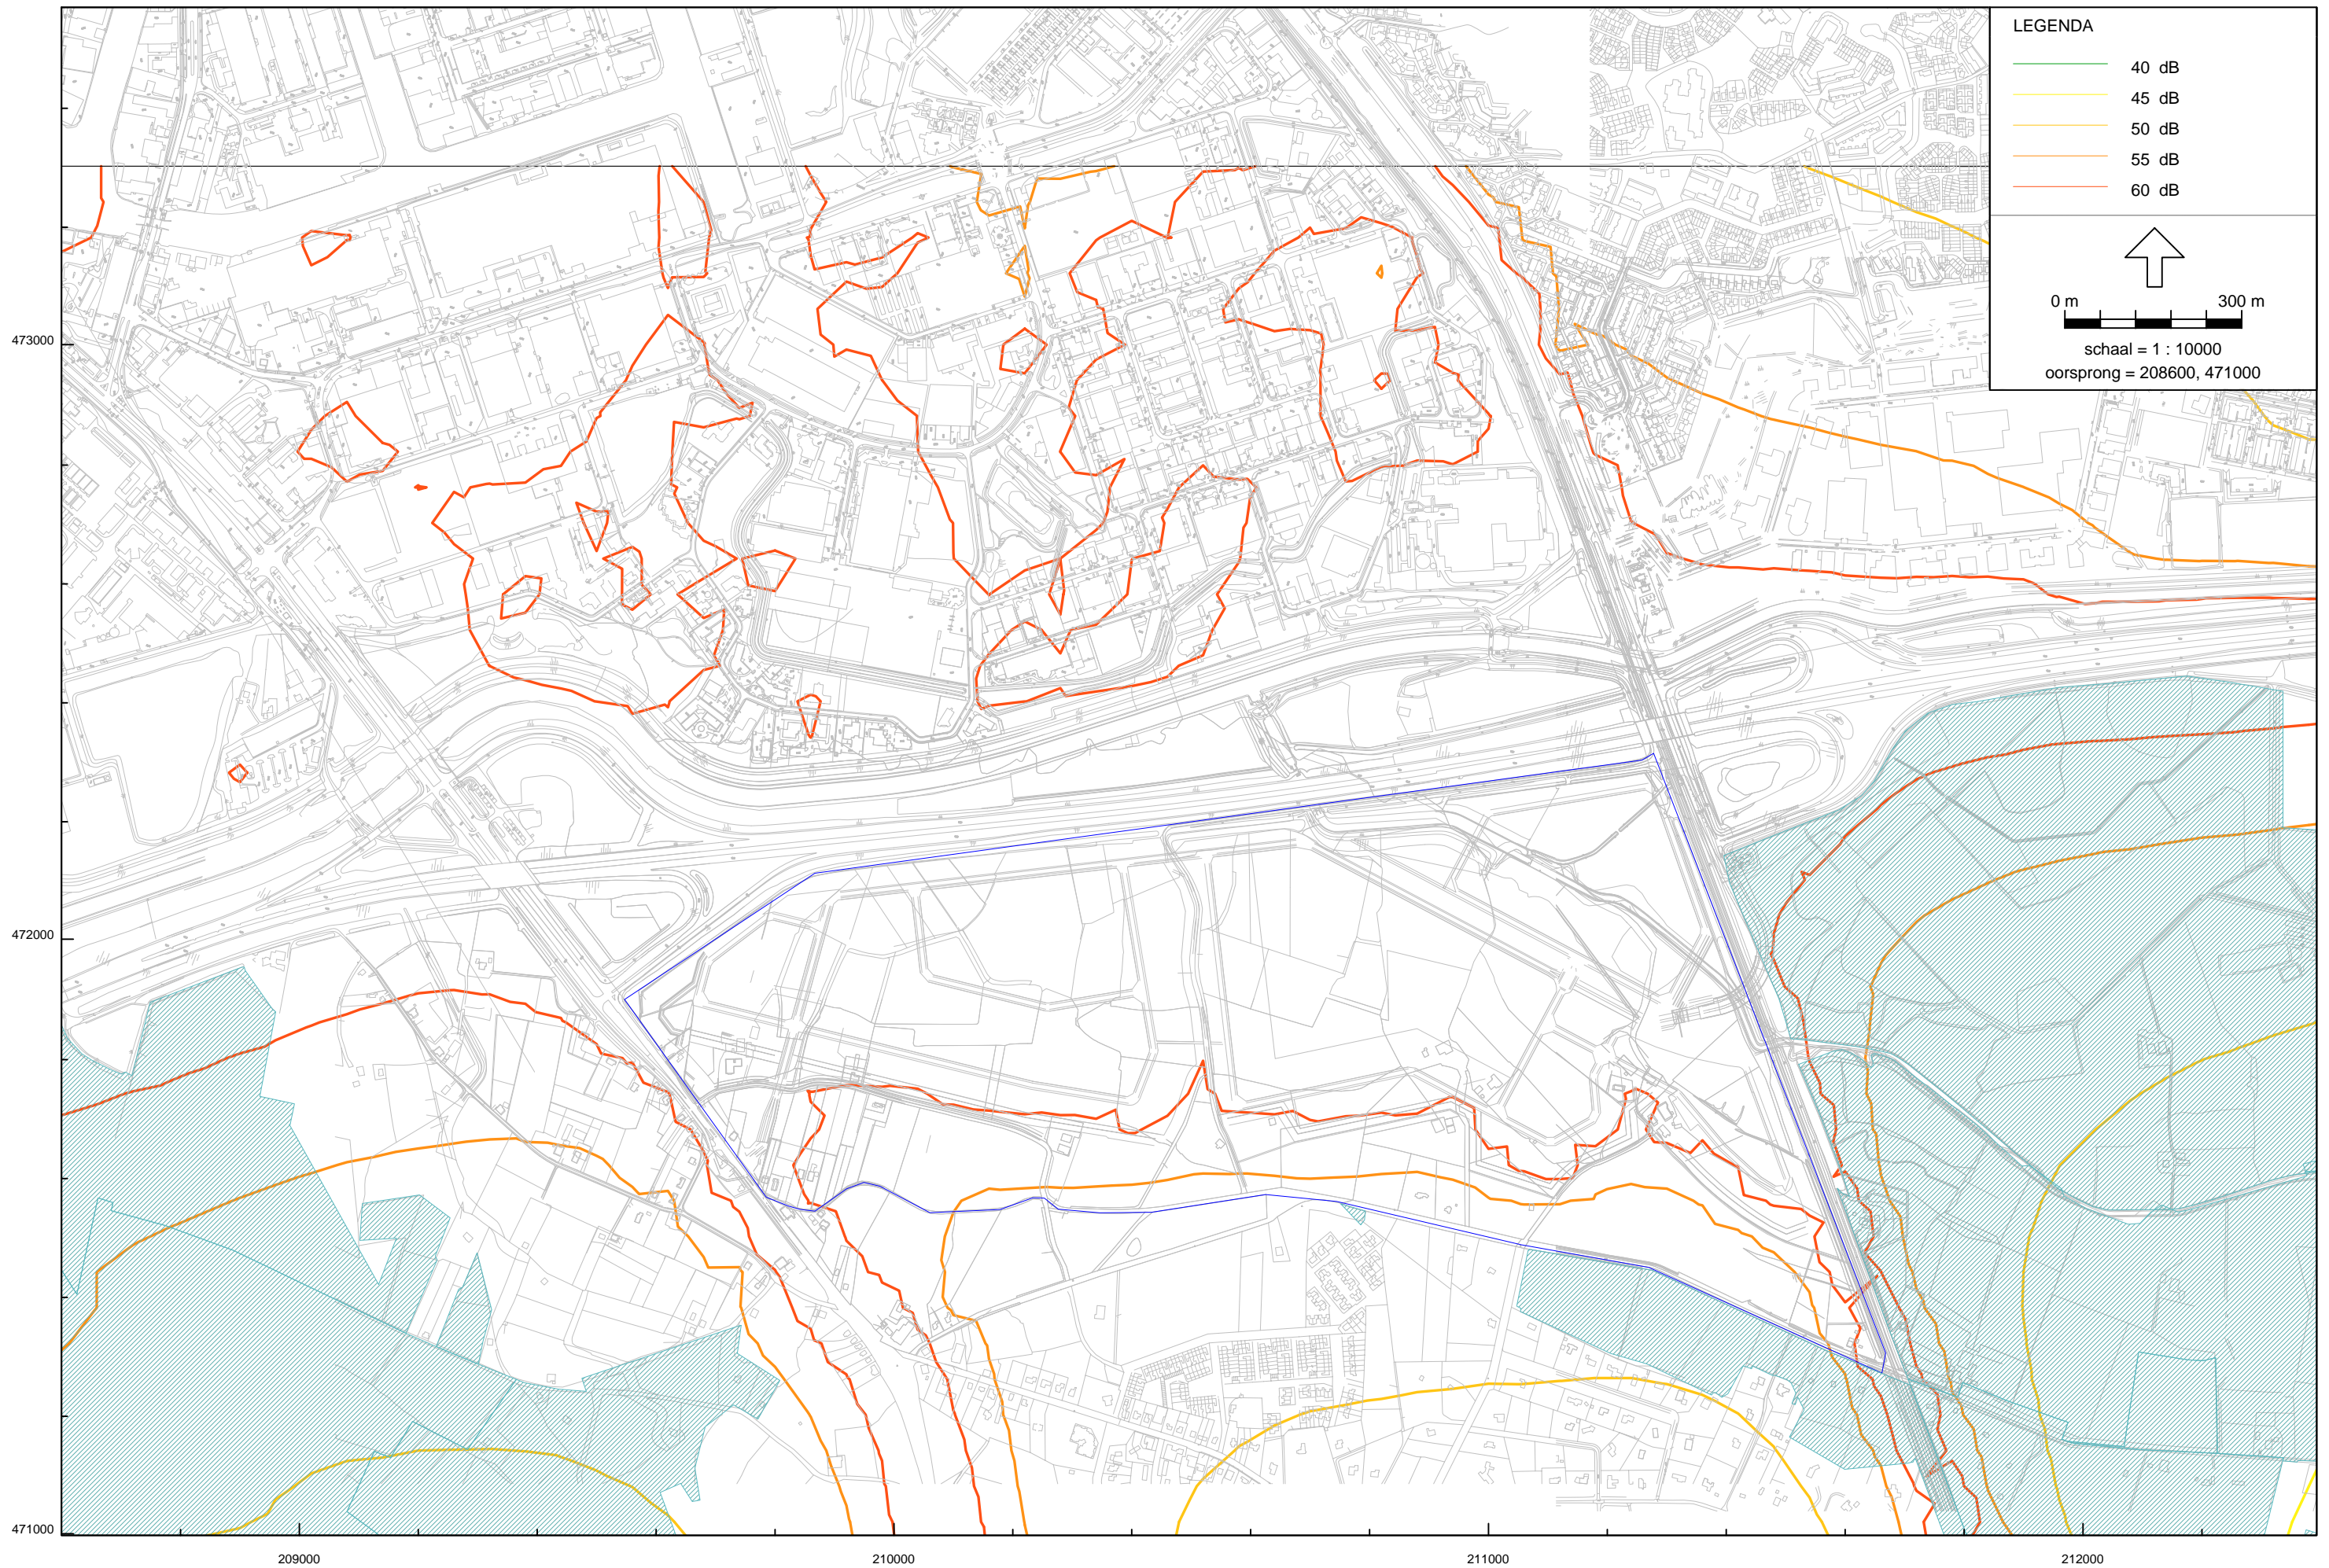 LEGENDA
40 dB
45 dB
50 dB
55 dB
60 dB
0 m 300 m
schaal = 1 : 10000
oorsprong = 208600, 471000
473000
472000
471000
209000 210000 211000 212000